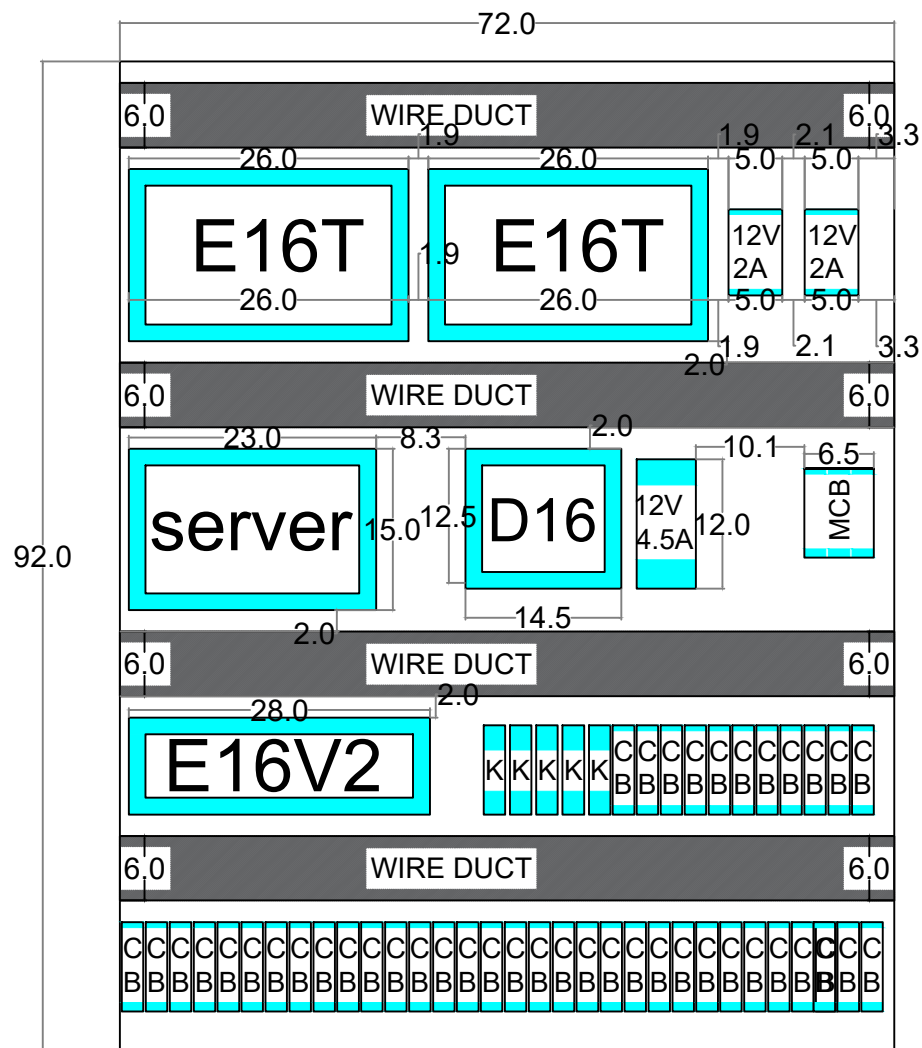 72.0
6.0 WIRE DUCT 6.0
26.0 1.9 26.0 1.9 5.0 2.1 5.0 3.3
E16T E16T 12V 12V
2A 2A
1.9
26.0 26.0 5.0 5.0
1.9 2.1 3.3
2.0
6.0 WIRE DUCT 6.0
23.0 8.3 2.0 10.1 6.5
server 15.0 12.5 D16 12V 12.0 MCB
4.5A
92.0
14.5
2.0
6.0 WIRE DUCT 6.0
28.0 2.0
E16V2 K K K K K C C C C C C C C C C C
B B B B B B B B B B B
6.0 WIRE DUCT 6.0
C C C C C C C C C C C C C C C C C C C C C C C C C C C C C C C C
B B B B B B B B B B B B B B B B B B B B B B B B B B B B B B B B